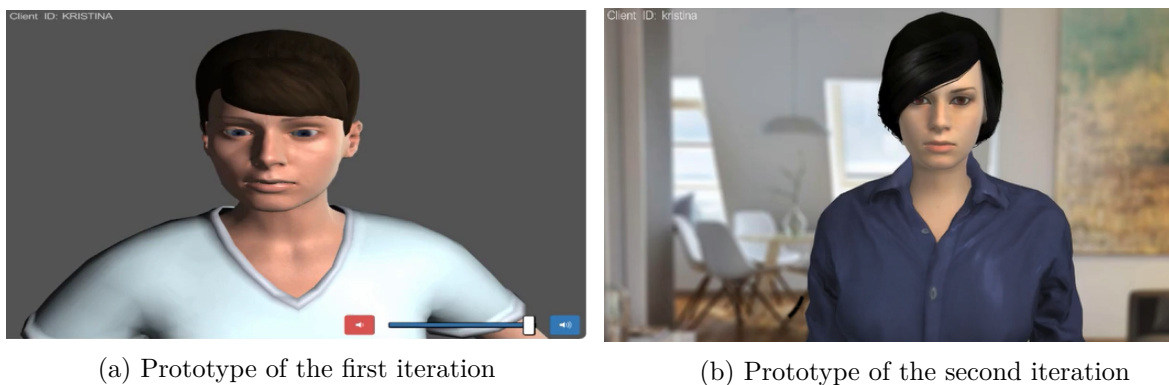 Client ID: KRISTINA
Client ID: kristina
(a) Prototype of the first iteration
(b) Prototype of the second iteration